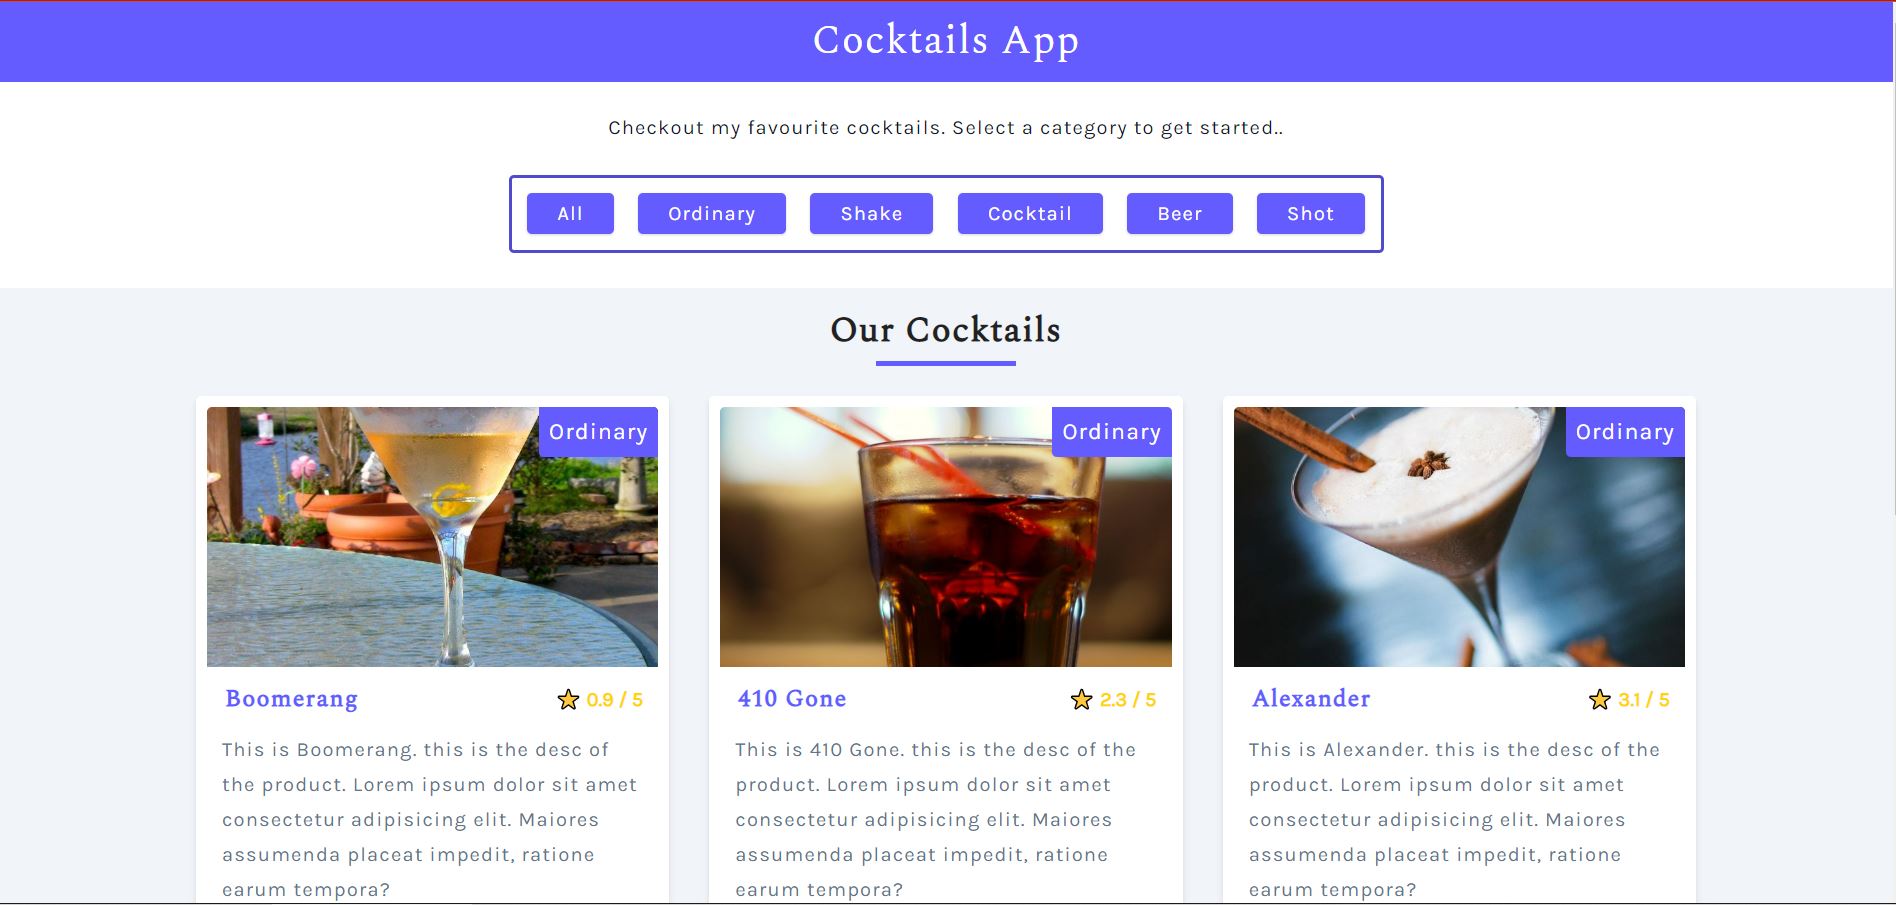 Cocktails App
Checkout my favourite cocktails. Select a category to get started..
All
Ordinary
Shake
Cocktail
Beer
Shot
Our Cocktails
Ordinary
Boomerang
0.9 / 5
This is Boomerang. this is the desc of
the product. Lorem ipsum dolor sit amet
consectetur adipisicing elit. Maiores
assumenda placeat impedit, ratione
earum tempora?
Ordinary
410 Gone
2.3 / 5
This is 410 Gone. this is the desc of the
product. Lorem ipsum dolor sit amet
consectetur adipisicing elit. Maiores
assumenda placeat impedit, ratione
earum tempora?
Ordinary
Alexander
3.1 / 5
This is Alexander. this is the desc of the
product. Lorem ipsum dolor sit amet
consectetur adipisicing elit. Maiores
assumenda placeat impedit, ratione
earum tempora?